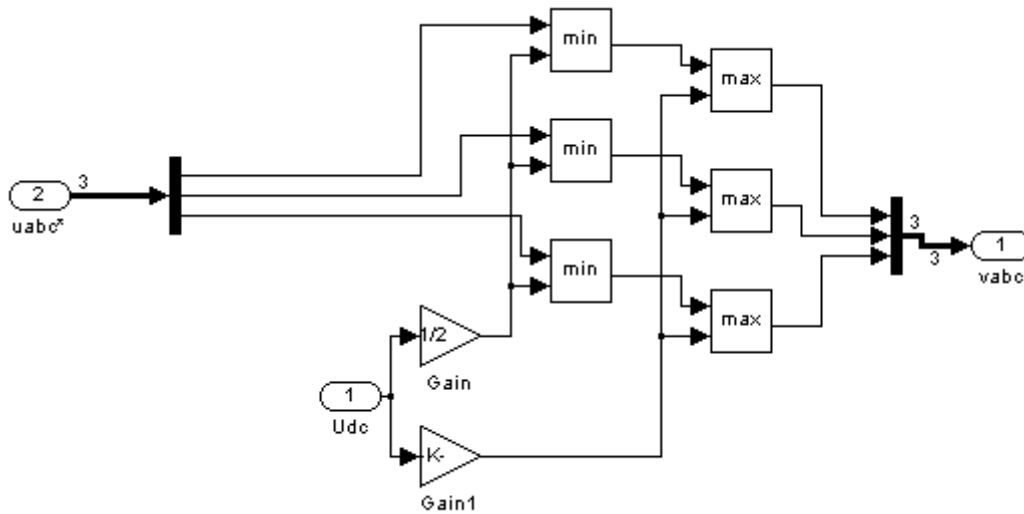 min
max
min
3
2
max
3
uabc*
1
3
vabc
min
max
1/2
Gain
1
Udc
-K-
Gain1